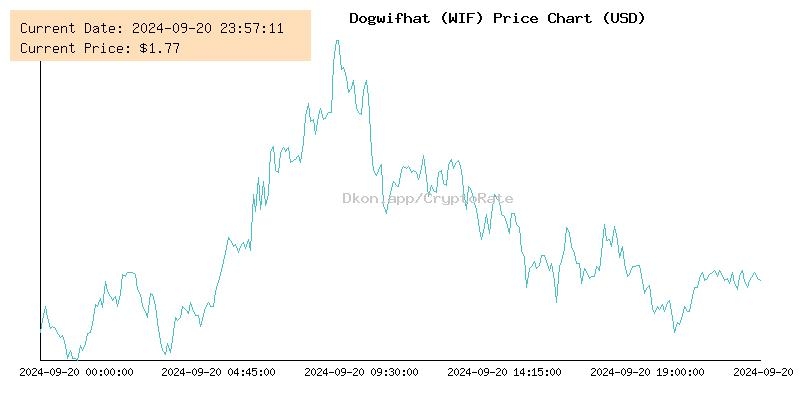 Dogwifhat (WIF) Price Chart (USD)
Current Date: 2024-09-20 23:57:11
Current Price: $1.77
Dkon.app/CryptoRate
2024-09-20 00:00:00 2024-09-20 04:45:00 2024-09-20 09:30:00 2024-09-20 14:15:00 2024-09-20 19:00:00 2024-09-20